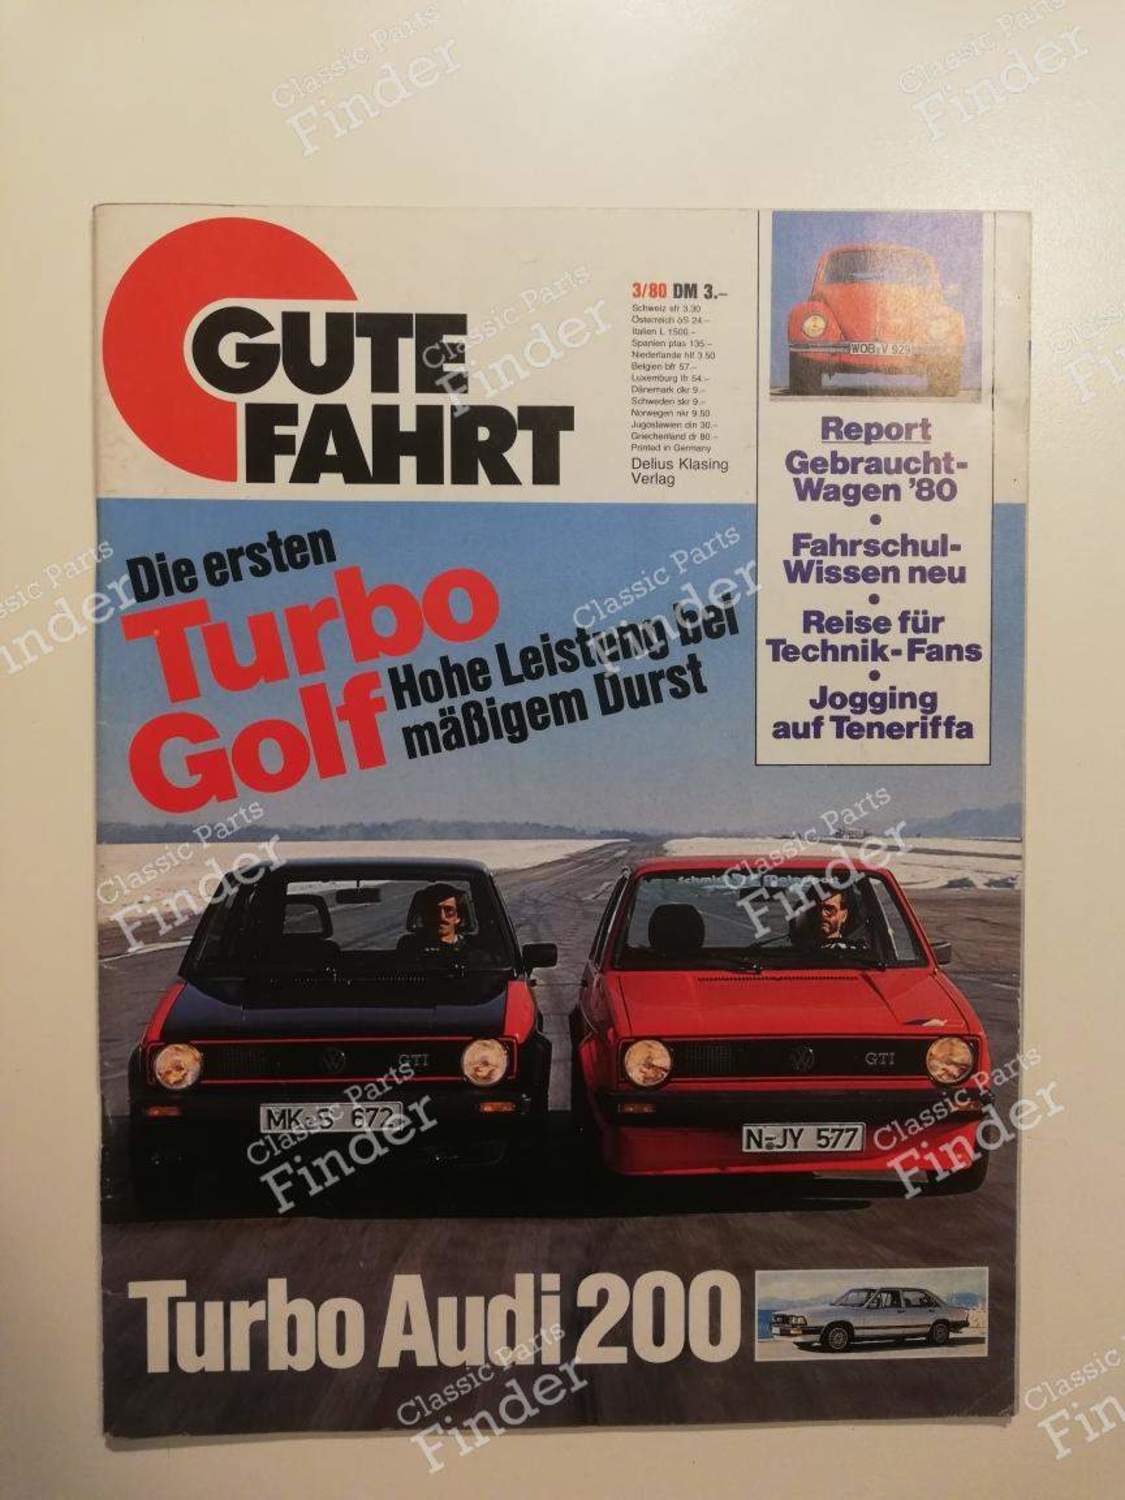 GUTE
FAHRT
3/80 DM 3.–
Schweiz sfr 3.30
Österreich öS 24.–
Italien L 1500.–
Spanien ptas 135.–
Niederlande hfl 3.50
Belgien bfr 57.–
Luxemburg lfr 54.–
Dänemark dkr 9.–
Schweden skr 9.–
Norwegen nkr 9.50
Jugoslawien din 30.–
Griechenland dr 80.–
Printed in Germany
Delius Klasing
Verlag
WOB-V 929
Report
Gebraucht-
Wagen '80
•
Fahrschul-
Wissen neu
•
Reise für
Technik-Fans
•
Jogging
auf Teneriffa
Die ersten
Turbo
Golf
Hohe Leistung bei
mäßigem Durst
GTI
MK-S 672
GTI
N-JY 577
Turbo Audi 200
Classic Parts
Finder